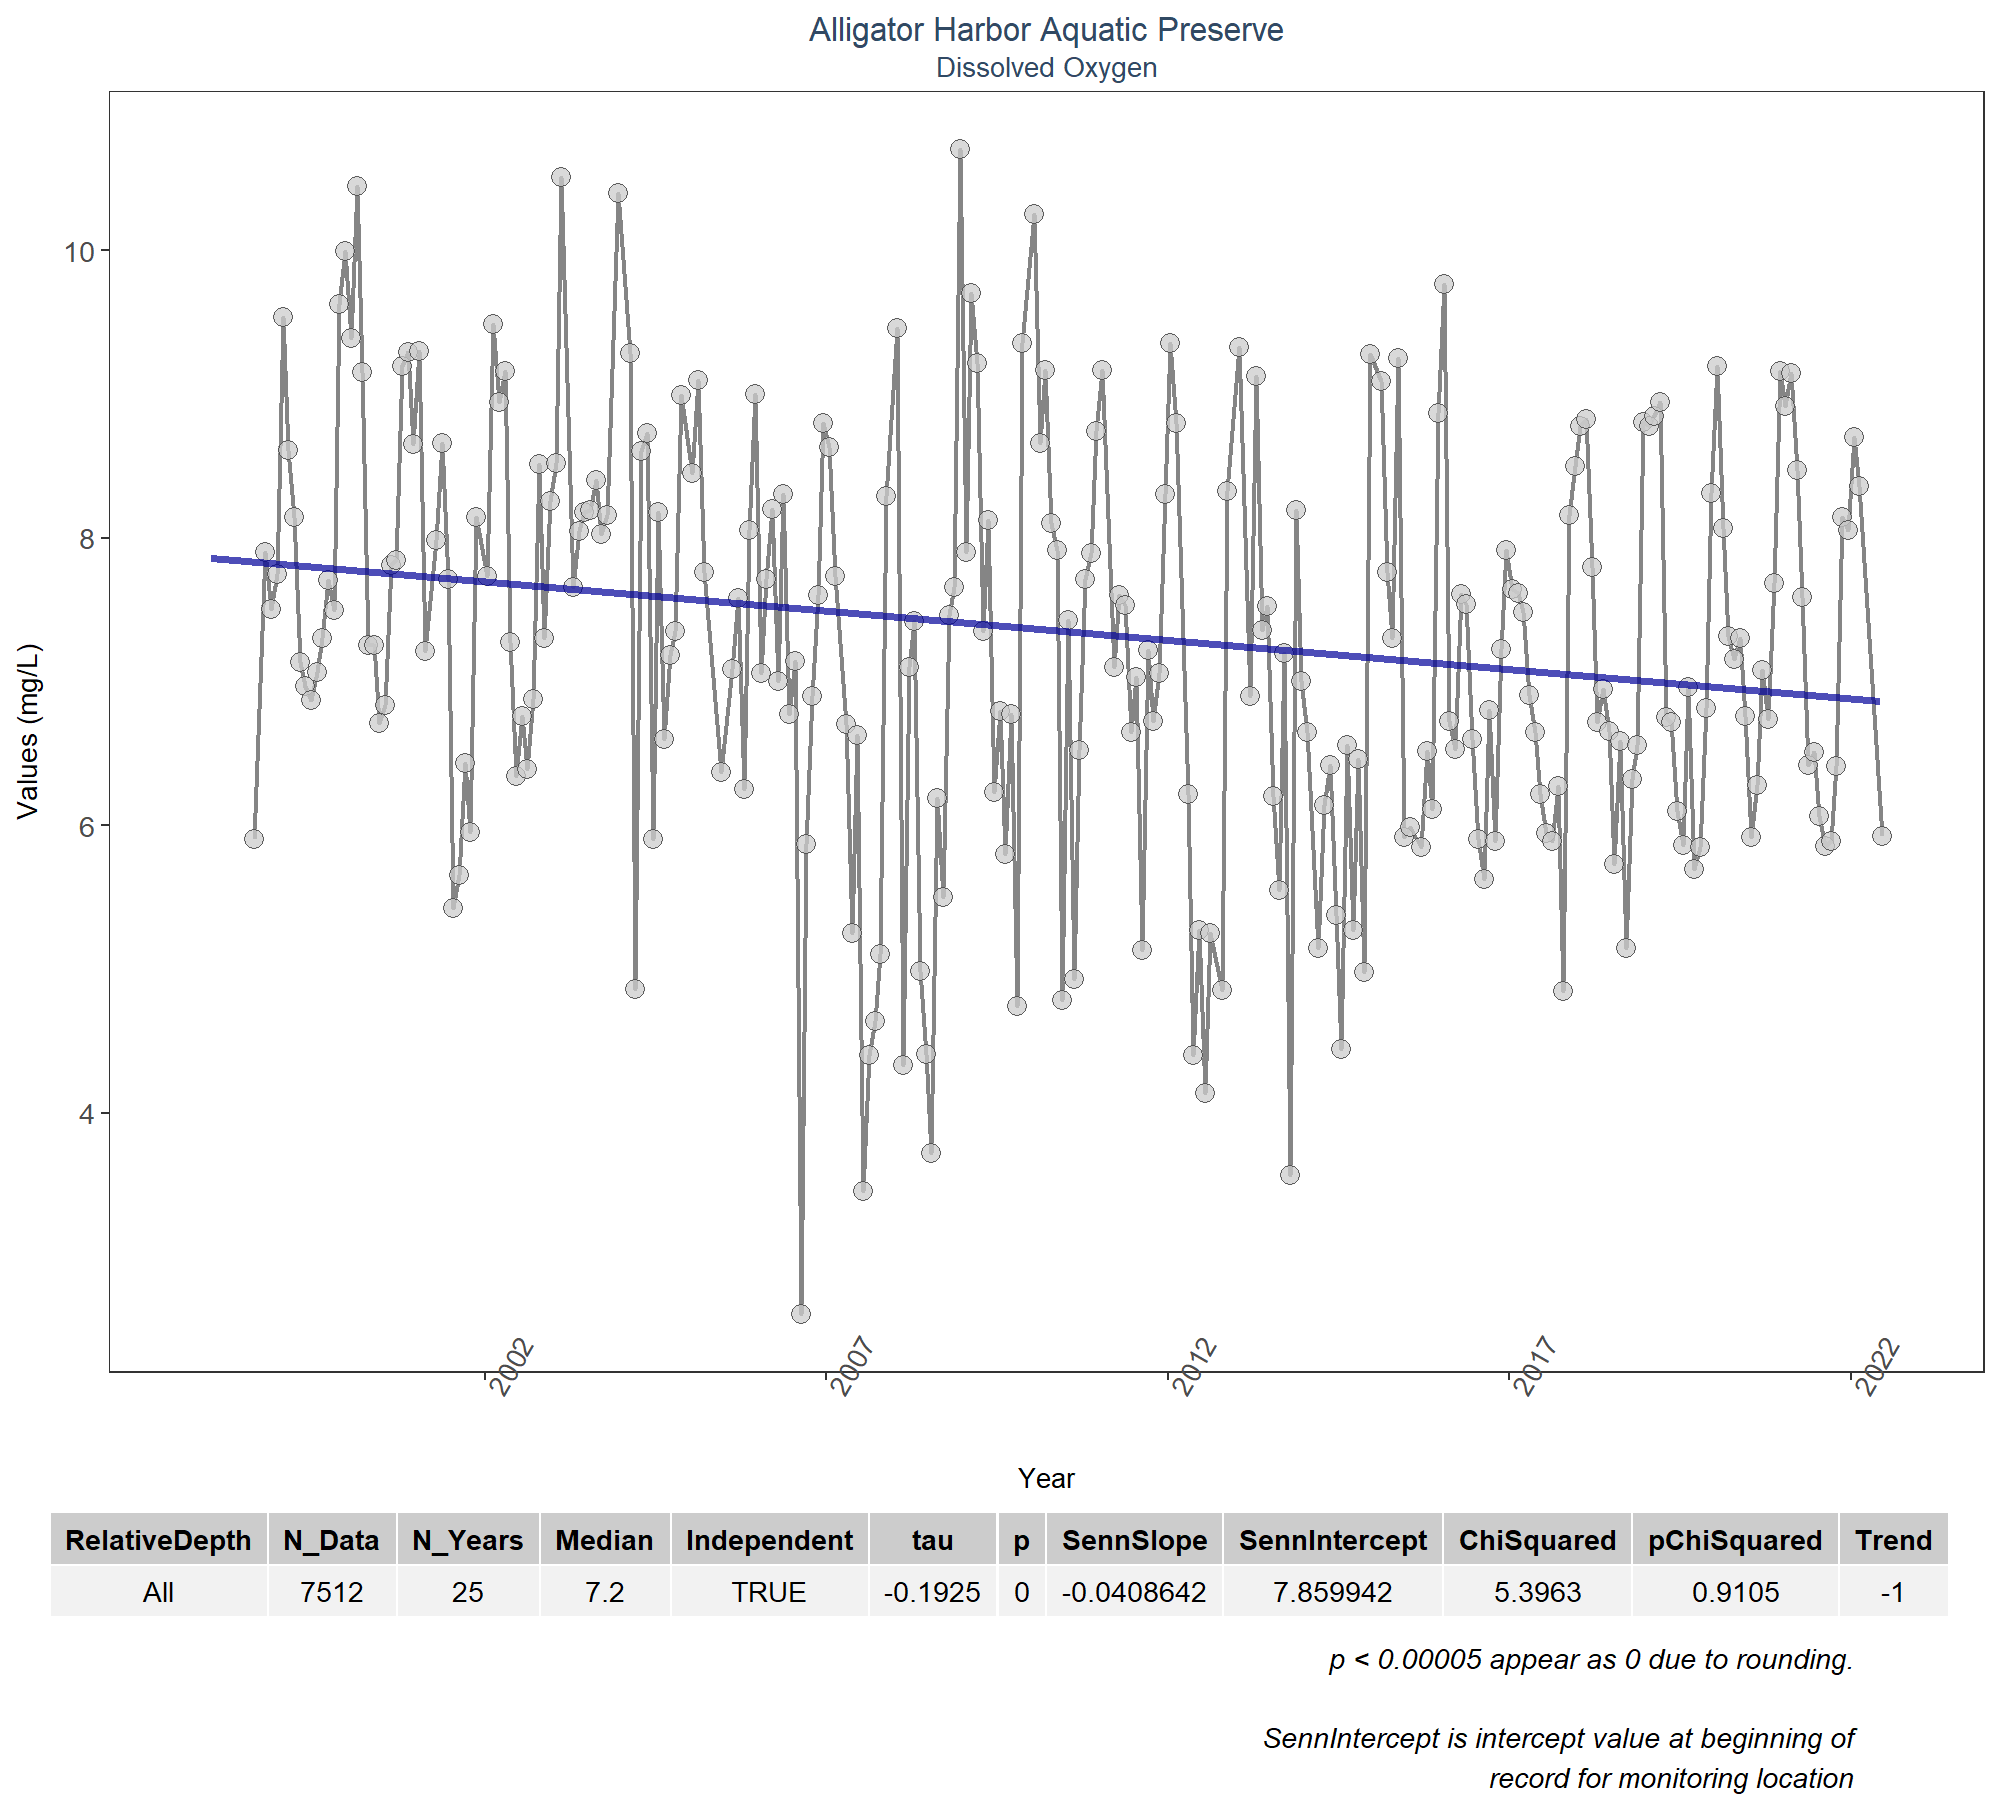 Alligator Harbor Aquatic Preserve
Dissolved Oxygen
Values (mg/L)
10
8
6
4
2002 2007 2012 2017 2022
Year
RelativeDepth N_Data N_Years Median Independent tau p SennSlope SennIntercept ChiSquared pChiSquared Trend
All 7512 25 7.2 TRUE -0.1925 0 -0.0408642 7.859942 5.3963 0.9105 -1
p < 0.00005 appear as 0 due to rounding.
SennIntercept is intercept value at beginning of
record for monitoring location